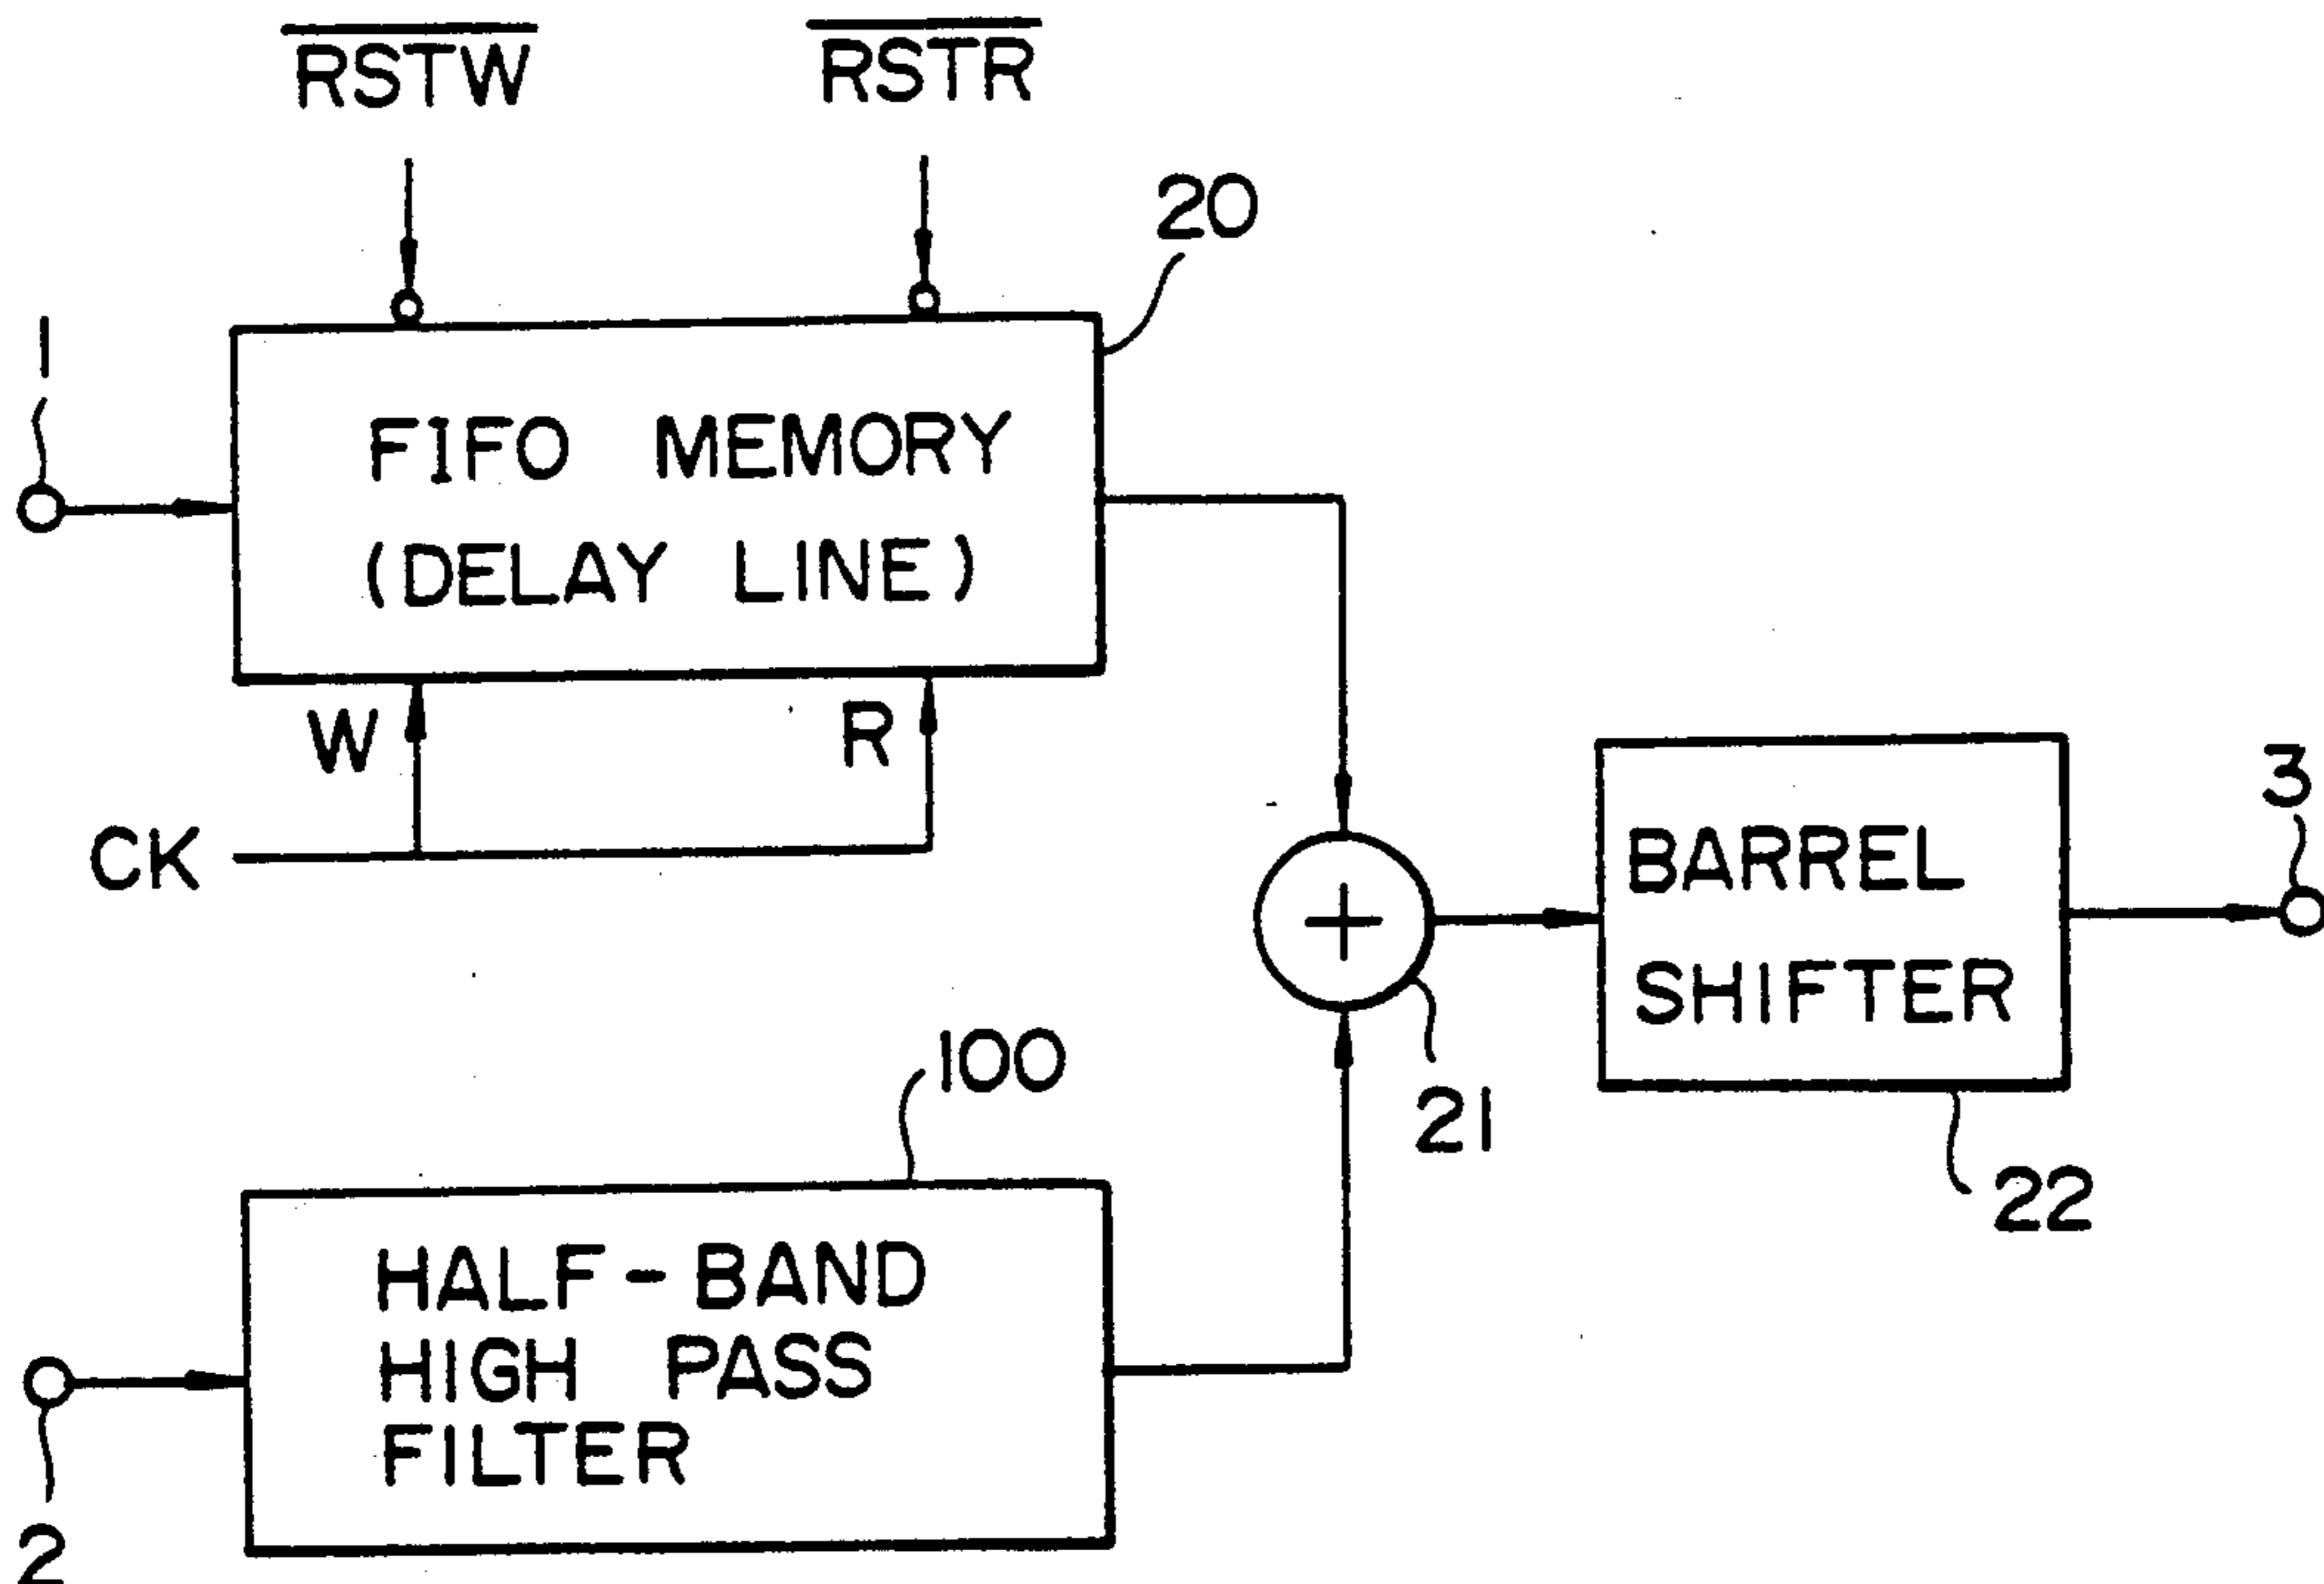 RSTW
RSTR
20
1
FIFO MEMORY
(DELAY LINE)
W
R
CK
3
BARREL
SHIFTER
+
21
22
100
HALF-BAND
HIGH PASS
FILTER
2